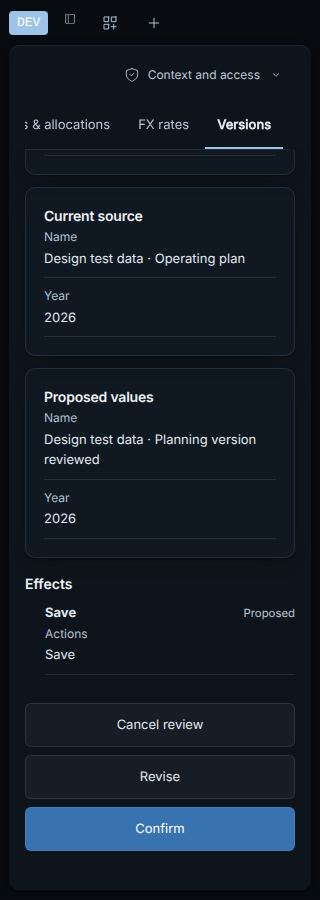 DEV
Context and access
s & allocations FX rates Versions
Current source
Name
Design test data · Operating plan
Year
2026
Proposed values
Name
Design test data · Planning version
reviewed
Year
2026
Effects
Save Proposed
Actions
Save
Cancel review
Revise
Confirm